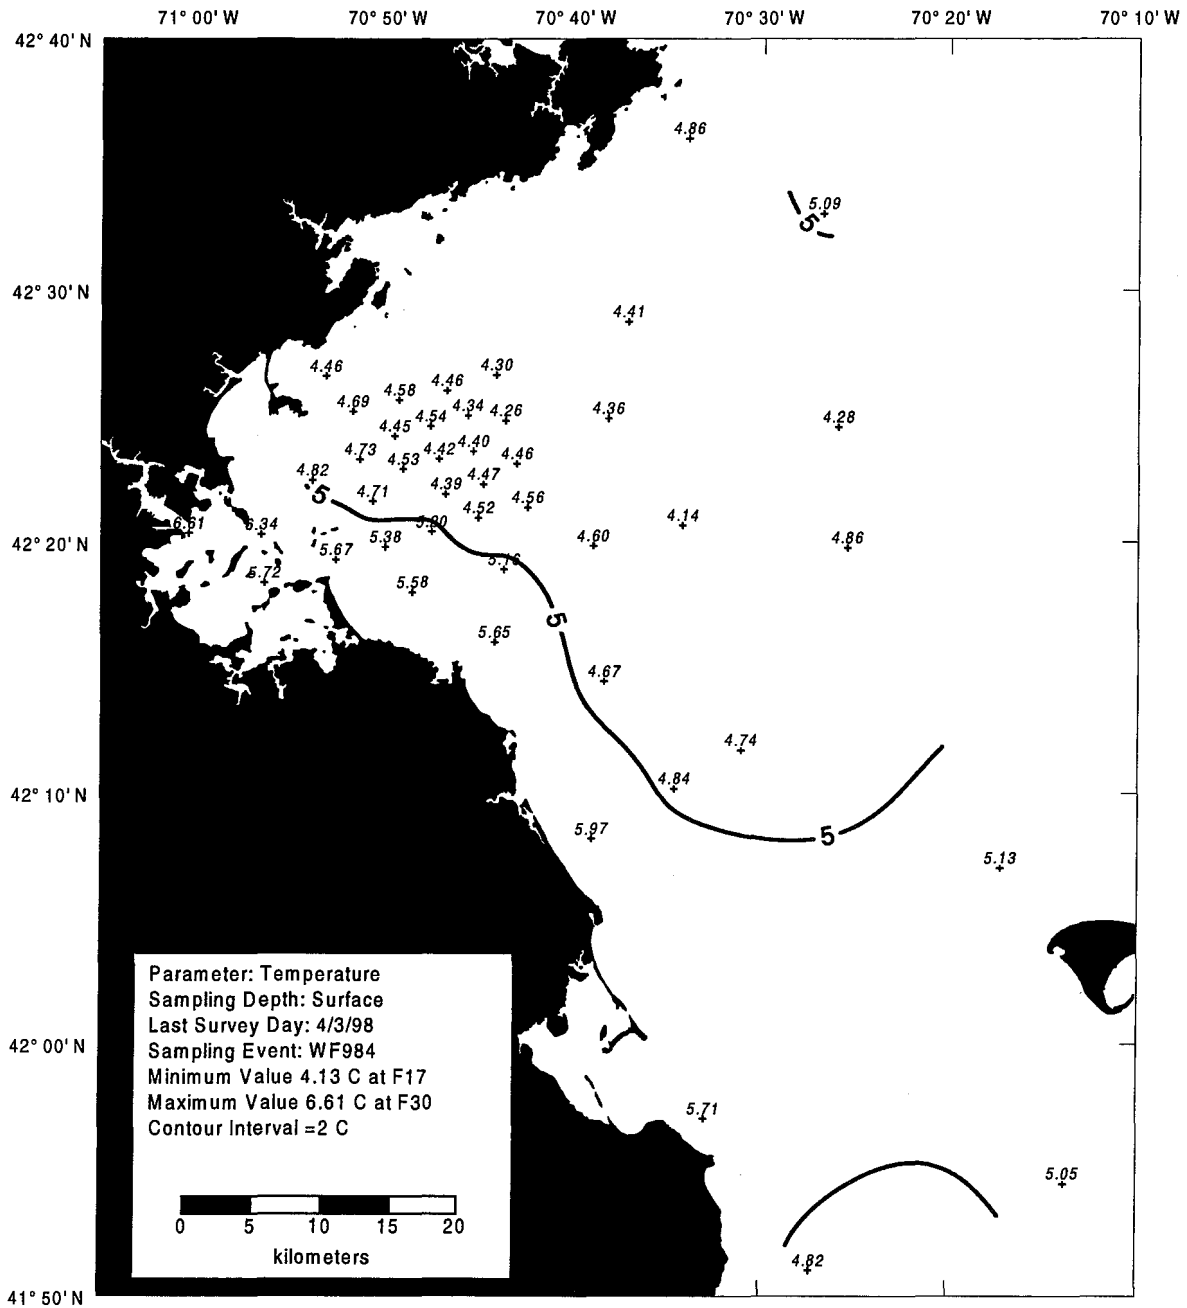 71° 00' W 70° 50' W 70° 40' W 70° 30' W 70° 20' W 70° 10' W
42° 40' N
4.86
5.09
5
42° 30' N
4.41
4.46 4.30
4.58 4.46
4.69 4.54 4.34 4.26 4.36 4.28
4.45
4.73 4.53 4.42 4.40 4.46
4.82 4.71 4.39 4.47
5
4.52 4.56 4.14
6.61 6.34 4.60 4.86
42° 20' N
5.67 5.38
5.72 5.58
5
5.65
4.67
4.74
4.84
42° 10' N
5.97 5
5.13
Parameter: Temperature
Sampling Depth: Surface
Last Survey Day: 4/3/98
Sampling Event: WF984
Minimum Value 4.13 C at F17
Maximum Value 6.61 C at F30
Contour Interval =2 C
42° 00' N
5.71
5.05
0 5 10 15 20
kilometers
4.82
41° 50' N